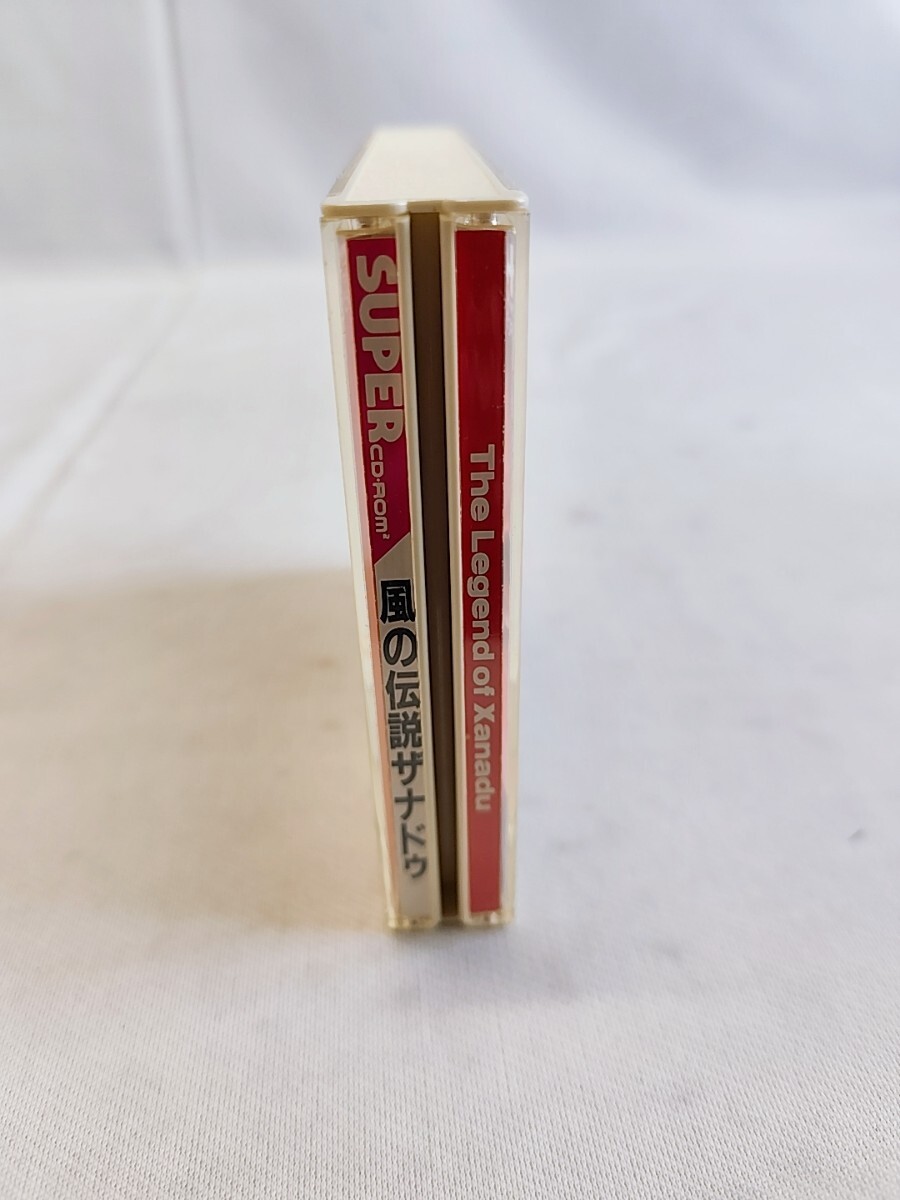 SUPER
CD-ROM²
風の伝説ザナドゥ
The Legend of Xanadu